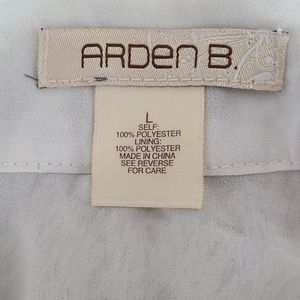 ARDEN B.
L
SELF:
100% POLYESTER
LINING:
100% POLYESTER
MADE IN CHINA
SEE REVERSE
FOR CARE